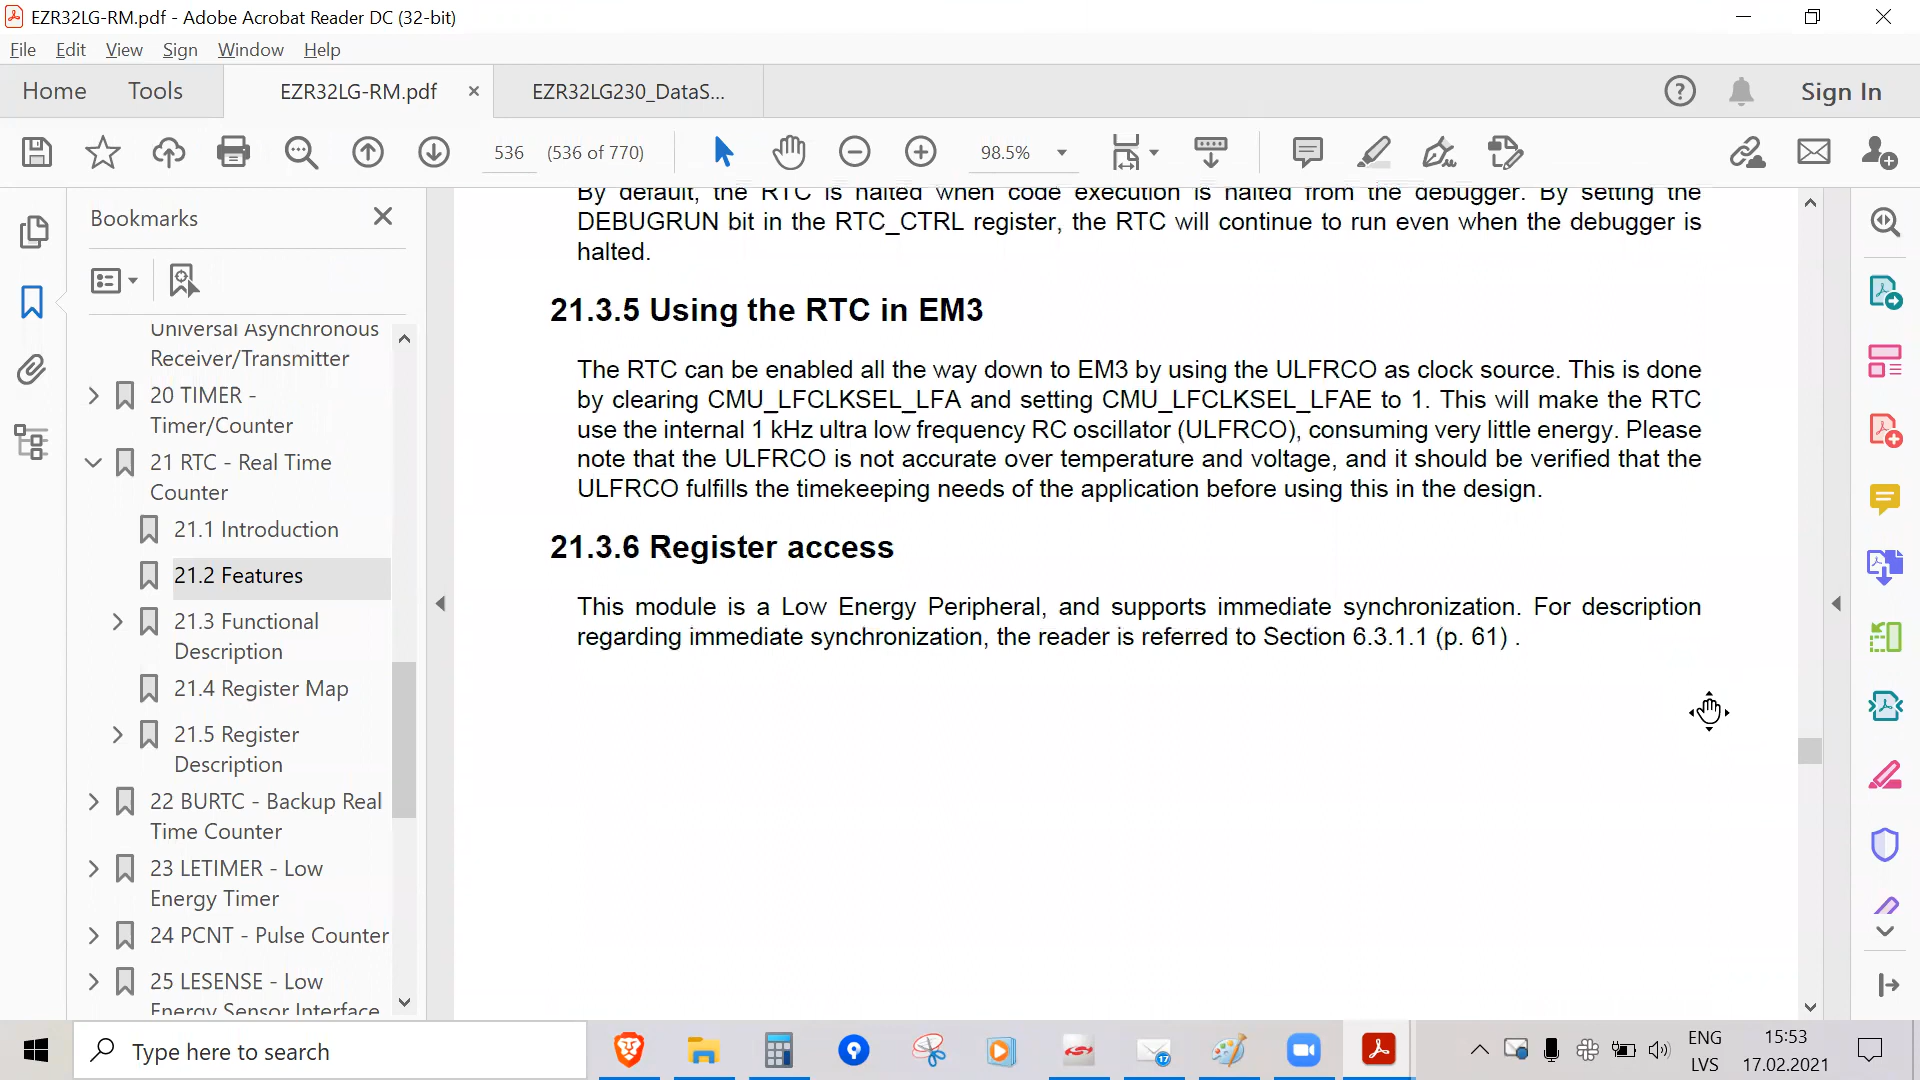 EZR32LG-RM.pdf - Adobe Acrobat Reader DC (32-bit)
File Edit View Sign Window Help
Home Tools EZR32LG-RM.pdf × EZR32LG230_DataS... Sign In
536 (536 of 770) 98.5%
Bookmarks
Universal Asynchronous
Receiver/Transmitter
20 TIMER -
Timer/Counter
21 RTC - Real Time
Counter
21.1 Introduction
21.2 Features
21.3 Functional
Description
21.4 Register Map
21.5 Register
Description
22 BURTC - Backup Real
Time Counter
23 LETIMER - Low
Energy Timer
24 PCNT - Pulse Counter
25 LESENSE - Low
Energy Sensor Interface
By default, the RTC is halted when code execution is halted from the debugger. By setting the
DEBUGRUN bit in the RTC_CTRL register, the RTC will continue to run even when the debugger is
halted.
21.3.5 Using the RTC in EM3
The RTC can be enabled all the way down to EM3 by using the ULFRCO as clock source. This is done
by clearing CMU_LFCLKSEL_LFA and setting CMU_LFCLKSEL_LFAE to 1. This will make the RTC
use the internal 1 kHz ultra low frequency RC oscillator (ULFRCO), consuming very little energy. Please
note that the ULFRCO is not accurate over temperature and voltage, and it should be verified that the
ULFRCO fulfills the timekeeping needs of the application before using this in the design.
21.3.6 Register access
This module is a Low Energy Peripheral, and supports immediate synchronization. For description
regarding immediate synchronization, the reader is referred to Section 6.3.1.1 (p. 61) .
Type here to search
17
ENG
LVS
15:53
17.02.2021